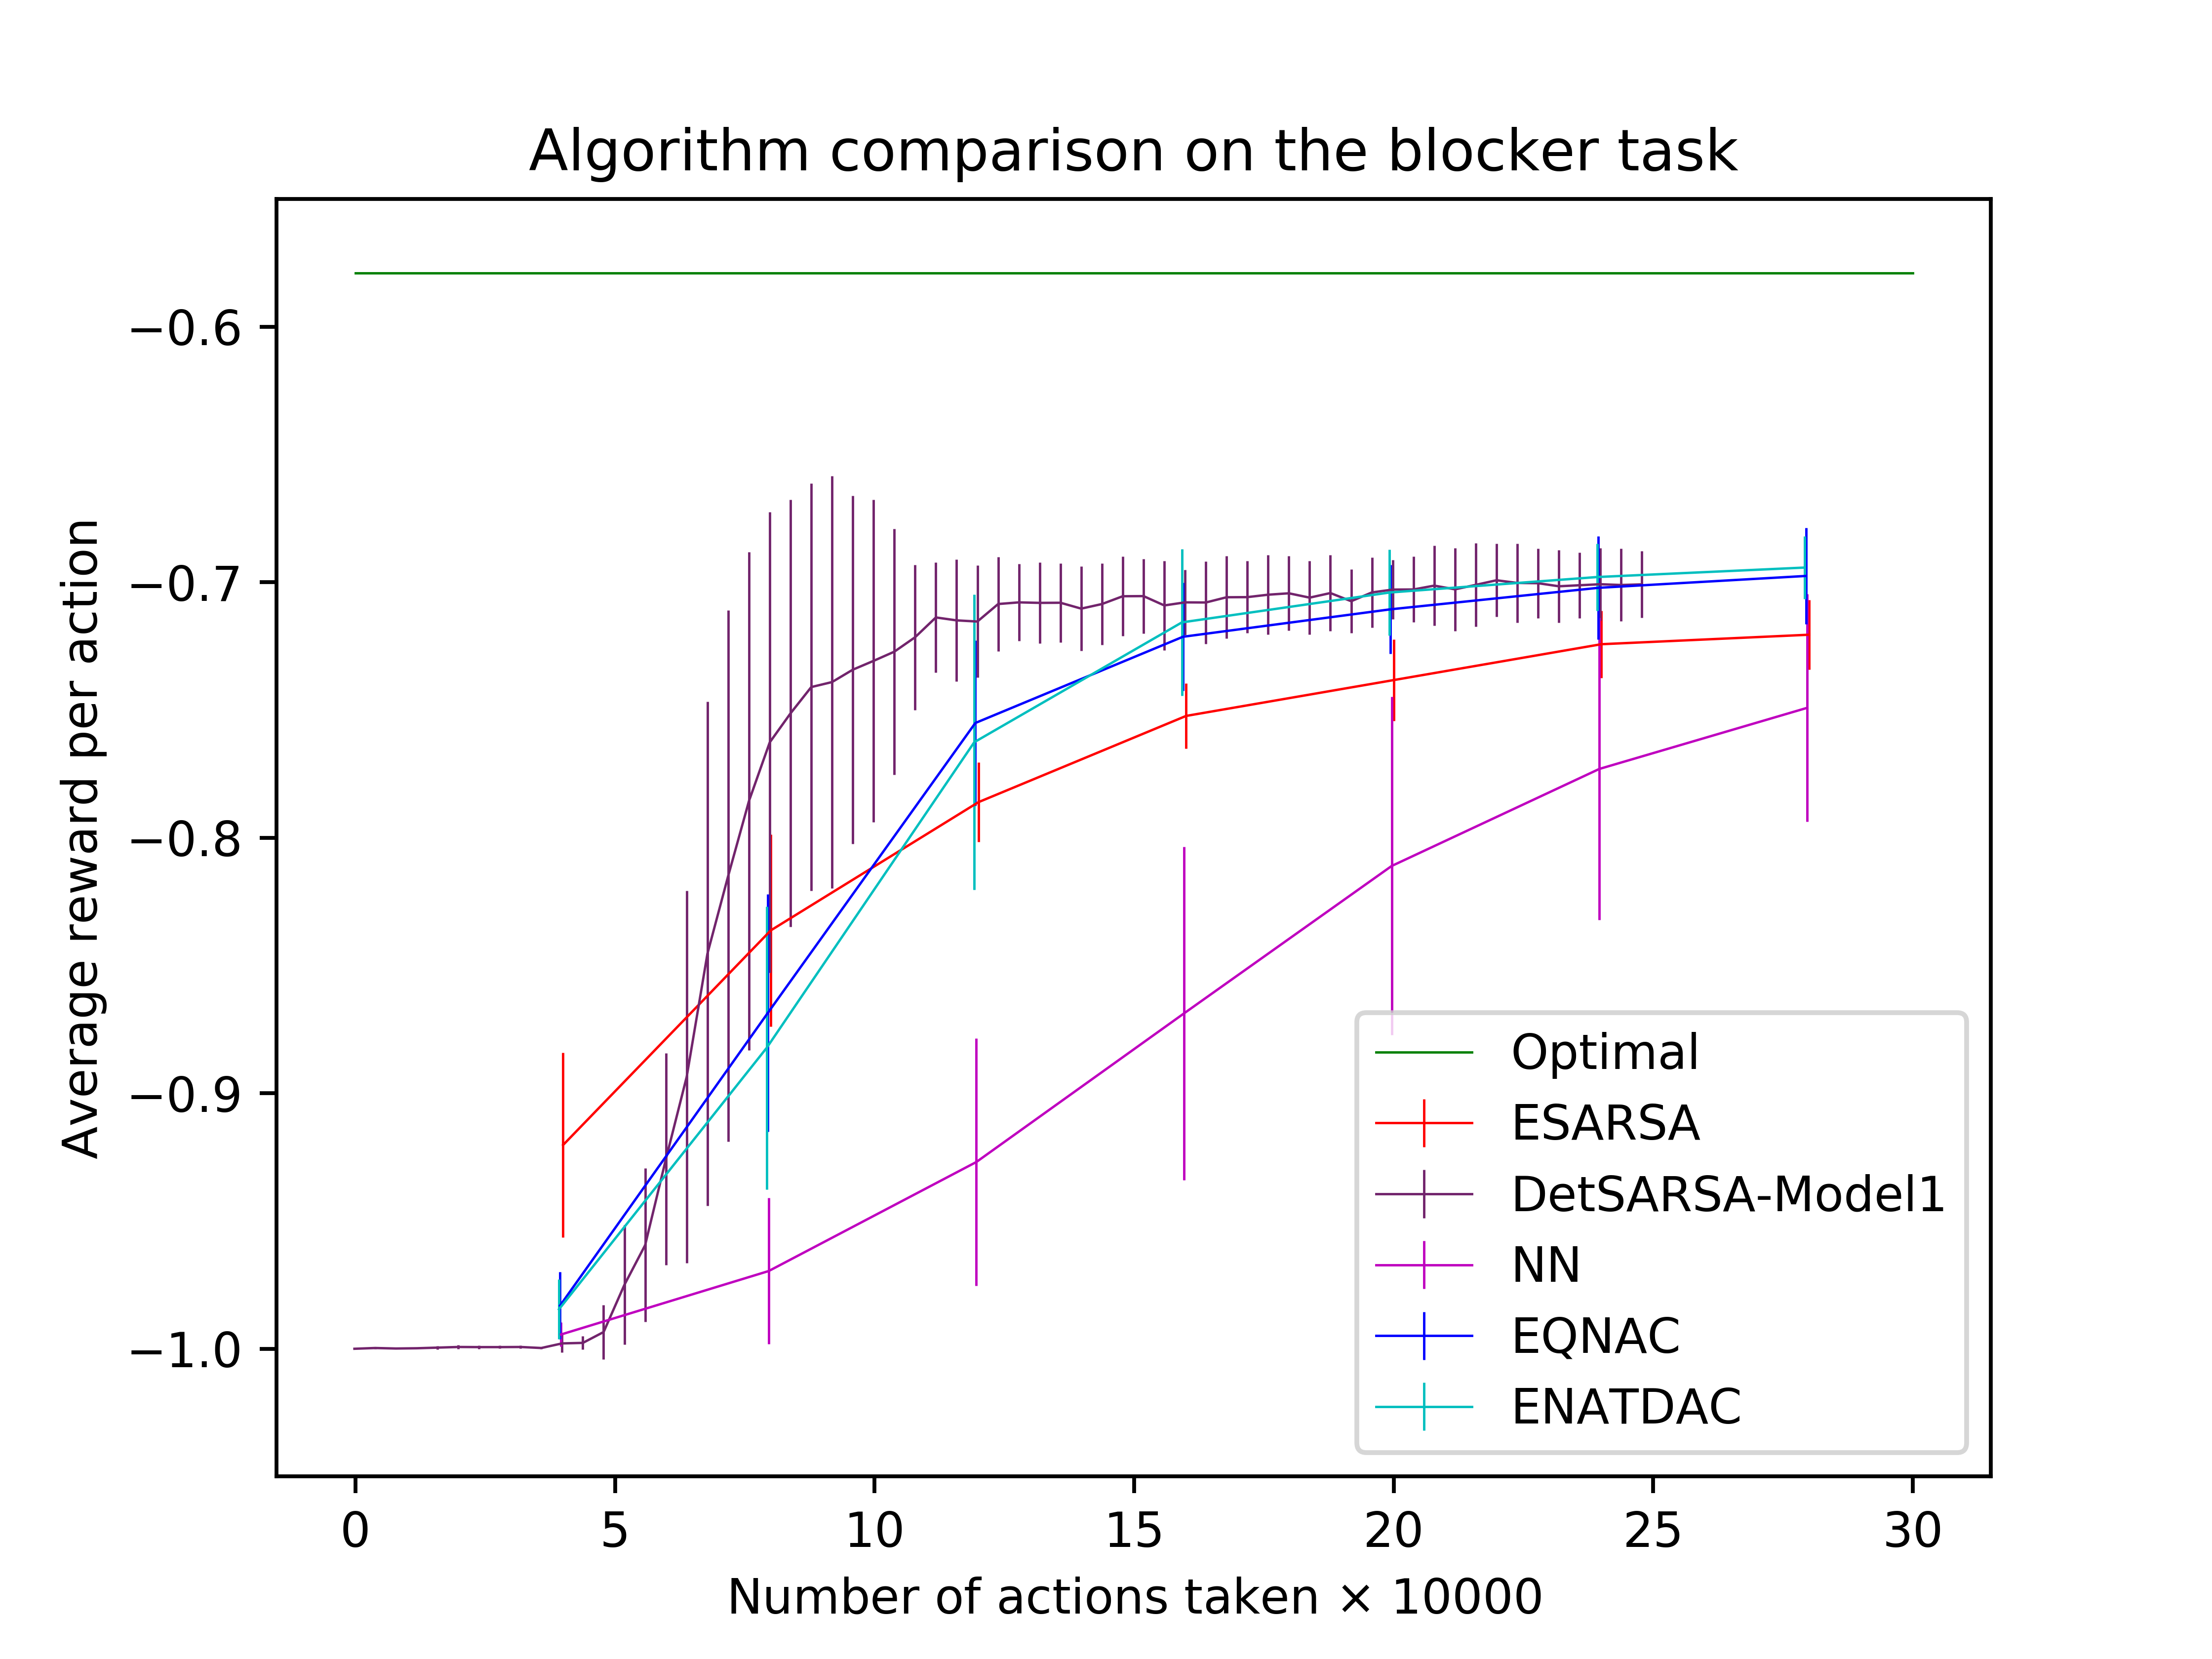 Algorithm comparison on the blocker task
Average reward per action
−0.6
−0.7
−0.8
−0.9
−1.0
Optimal
ESARSA
DetSARSA-Model1
NN
EQNAC
ENATDAC
0 5 10 15 20 25 30
Number of actions taken × 10000